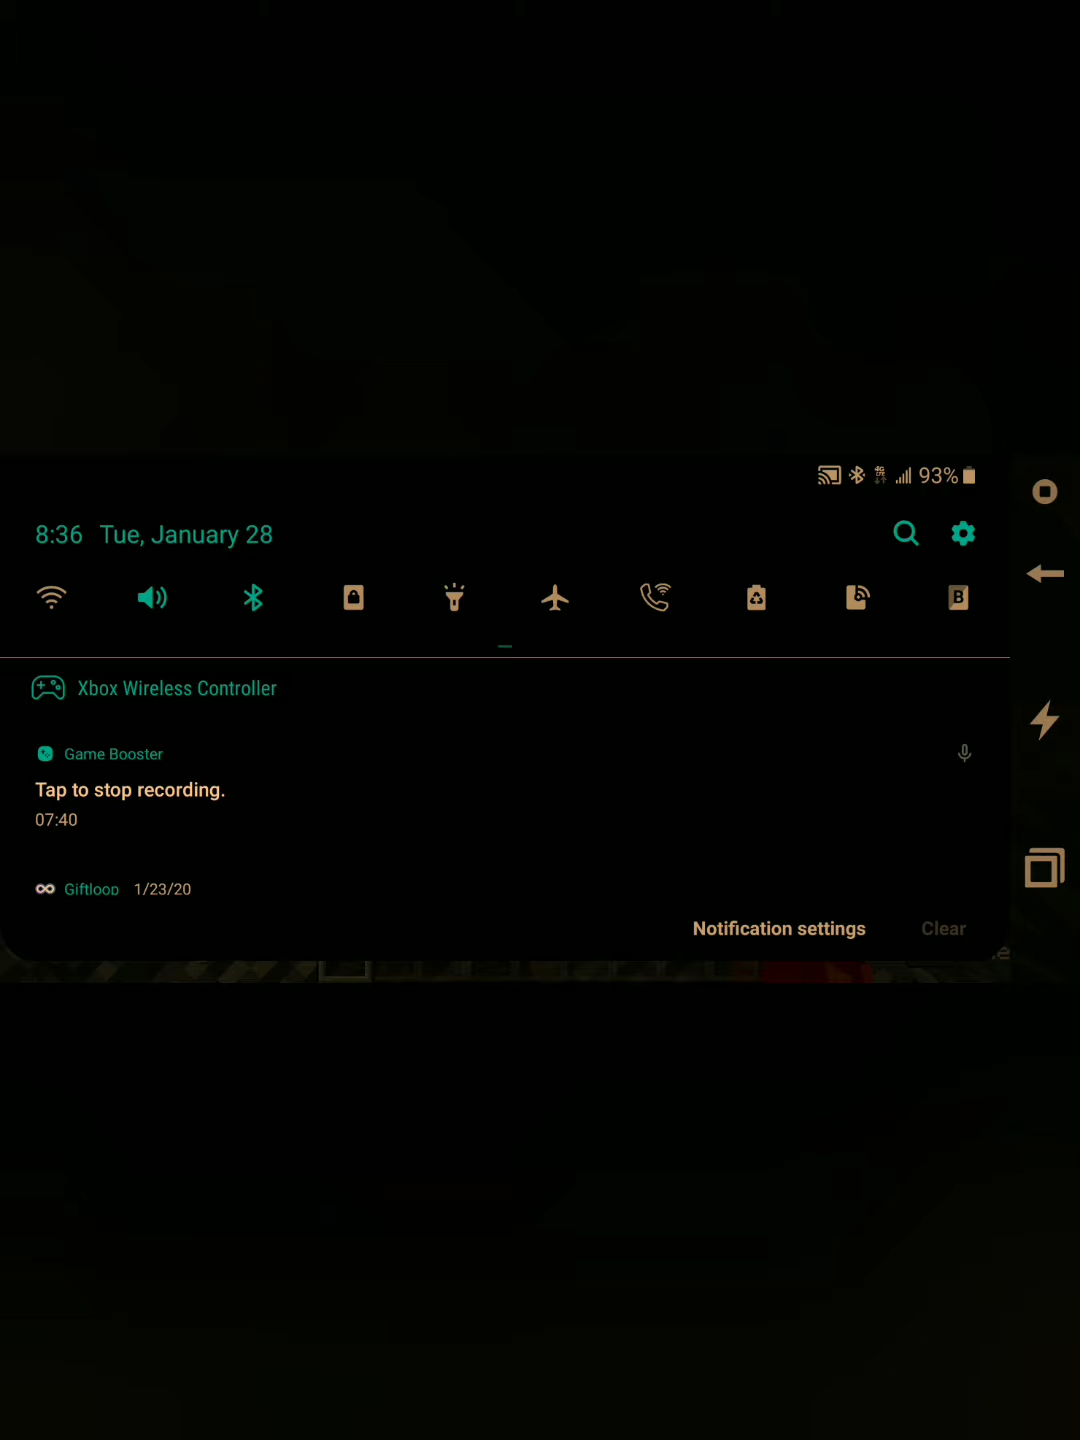 93%
8:36 Tue, January 28
Xbox Wireless Controller
Game Booster
Tap to stop recording.
07:40
Giftloop 1/23/20
Notification settings Clear